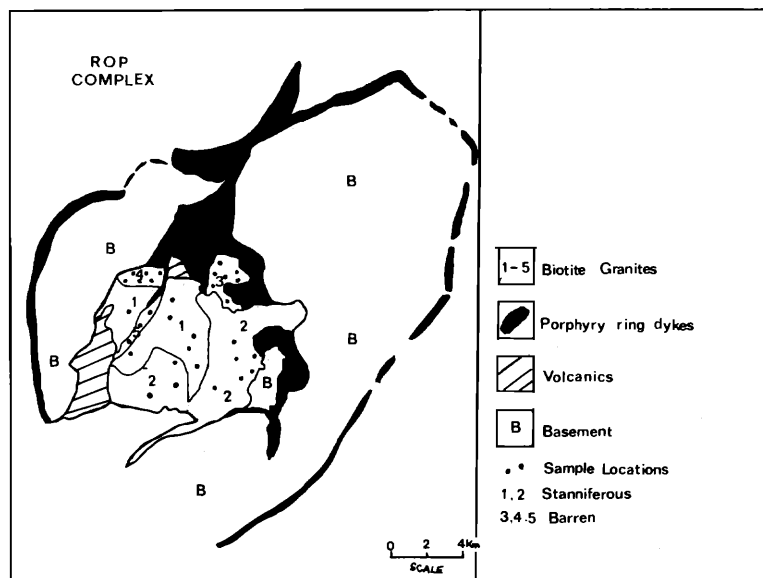 ROP
COMPLEX
B
B
B
4
3
1
1
2
5
B
B
2
2
B
B
1-5 Biotite Granites
Porphyry ring dykes
Volcanics
B Basement
Sample Locations
1,2 Stanniferous
3,4,5 Barren
0 2 4Km
SCALE